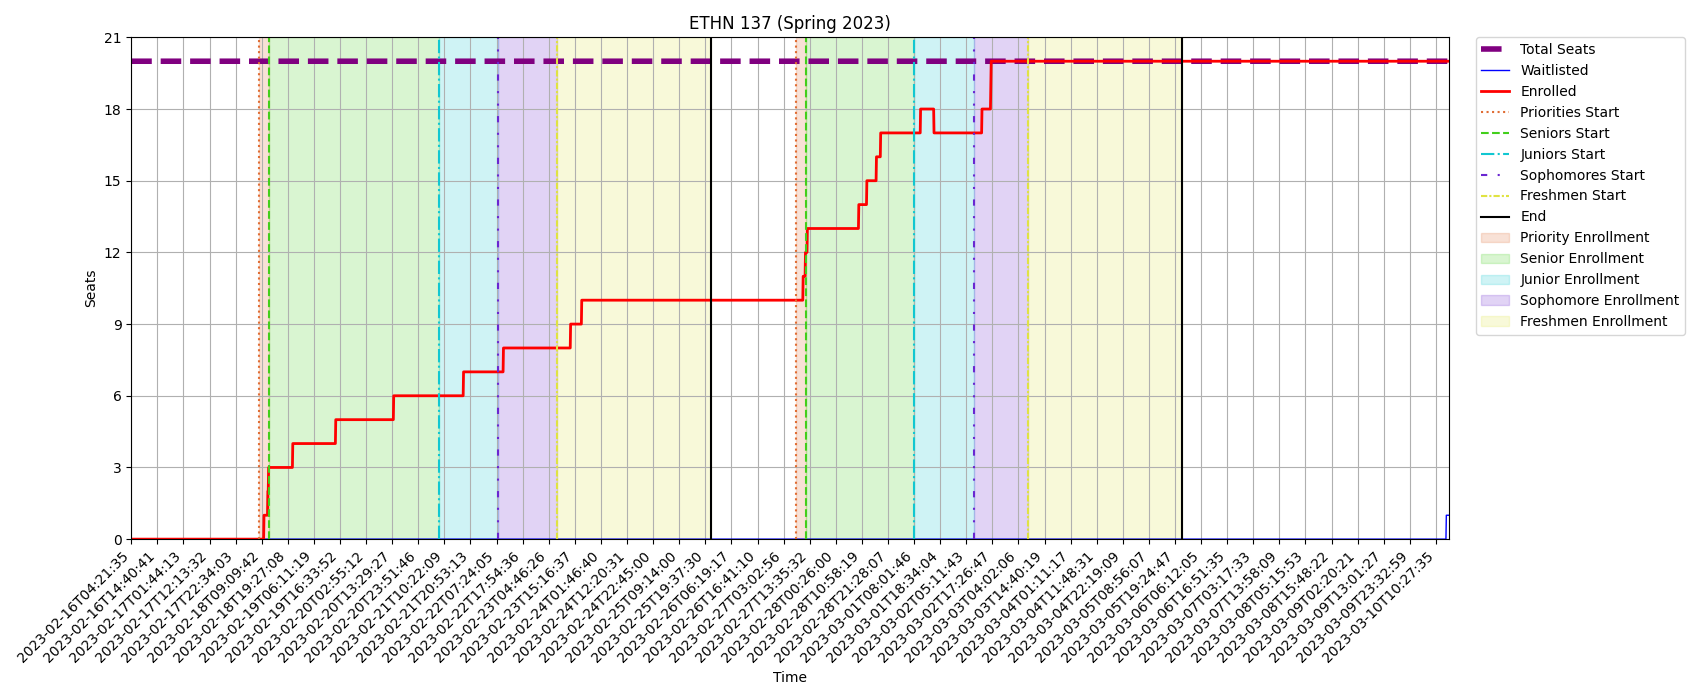 ETHN 137 (Spring 2023)
Seats
21
18
15
12
9
6
3
0
2023-02-16T04:21:35
2023-02-16T14:40:41
2023-02-17T01:44:13
2023-02-17T12:13:32
2023-02-17T22:34:03
2023-02-18T09:09:42
2023-02-18T19:27:08
2023-02-19T06:11:19
2023-02-19T16:33:52
2023-02-20T02:55:12
2023-02-20T13:29:27
2023-02-20T23:51:46
2023-02-21T10:22:09
2023-02-21T20:53:13
2023-02-22T07:24:05
2023-02-22T17:54:36
2023-02-23T04:46:26
2023-02-23T15:16:37
2023-02-24T01:46:40
2023-02-24T12:20:31
2023-02-24T22:45:00
2023-02-25T09:14:00
2023-02-25T19:37:30
2023-02-26T06:19:17
2023-02-26T16:41:10
2023-02-27T03:02:56
2023-02-27T13:35:32
2023-02-28T00:26:00
2023-02-28T10:58:19
2023-02-28T21:28:07
2023-03-01T08:01:46
2023-03-01T18:34:04
2023-03-02T05:11:43
2023-03-02T17:26:47
2023-03-03T04:02:06
2023-03-03T14:40:19
2023-03-04T01:11:17
2023-03-04T11:48:31
2023-03-04T22:19:09
2023-03-05T08:56:07
2023-03-05T19:24:47
2023-03-06T06:12:05
2023-03-06T16:51:35
2023-03-07T03:17:33
2023-03-07T13:58:09
2023-03-08T05:15:53
2023-03-08T15:48:22
2023-03-09T02:20:21
2023-03-09T13:01:27
2023-03-09T23:32:59
2023-03-10T10:27:35
Time
Total Seats
Waitlisted
Enrolled
Priorities Start
Seniors Start
Juniors Start
Sophomores Start
Freshmen Start
End
Priority Enrollment
Senior Enrollment
Junior Enrollment
Sophomore Enrollment
Freshmen Enrollment